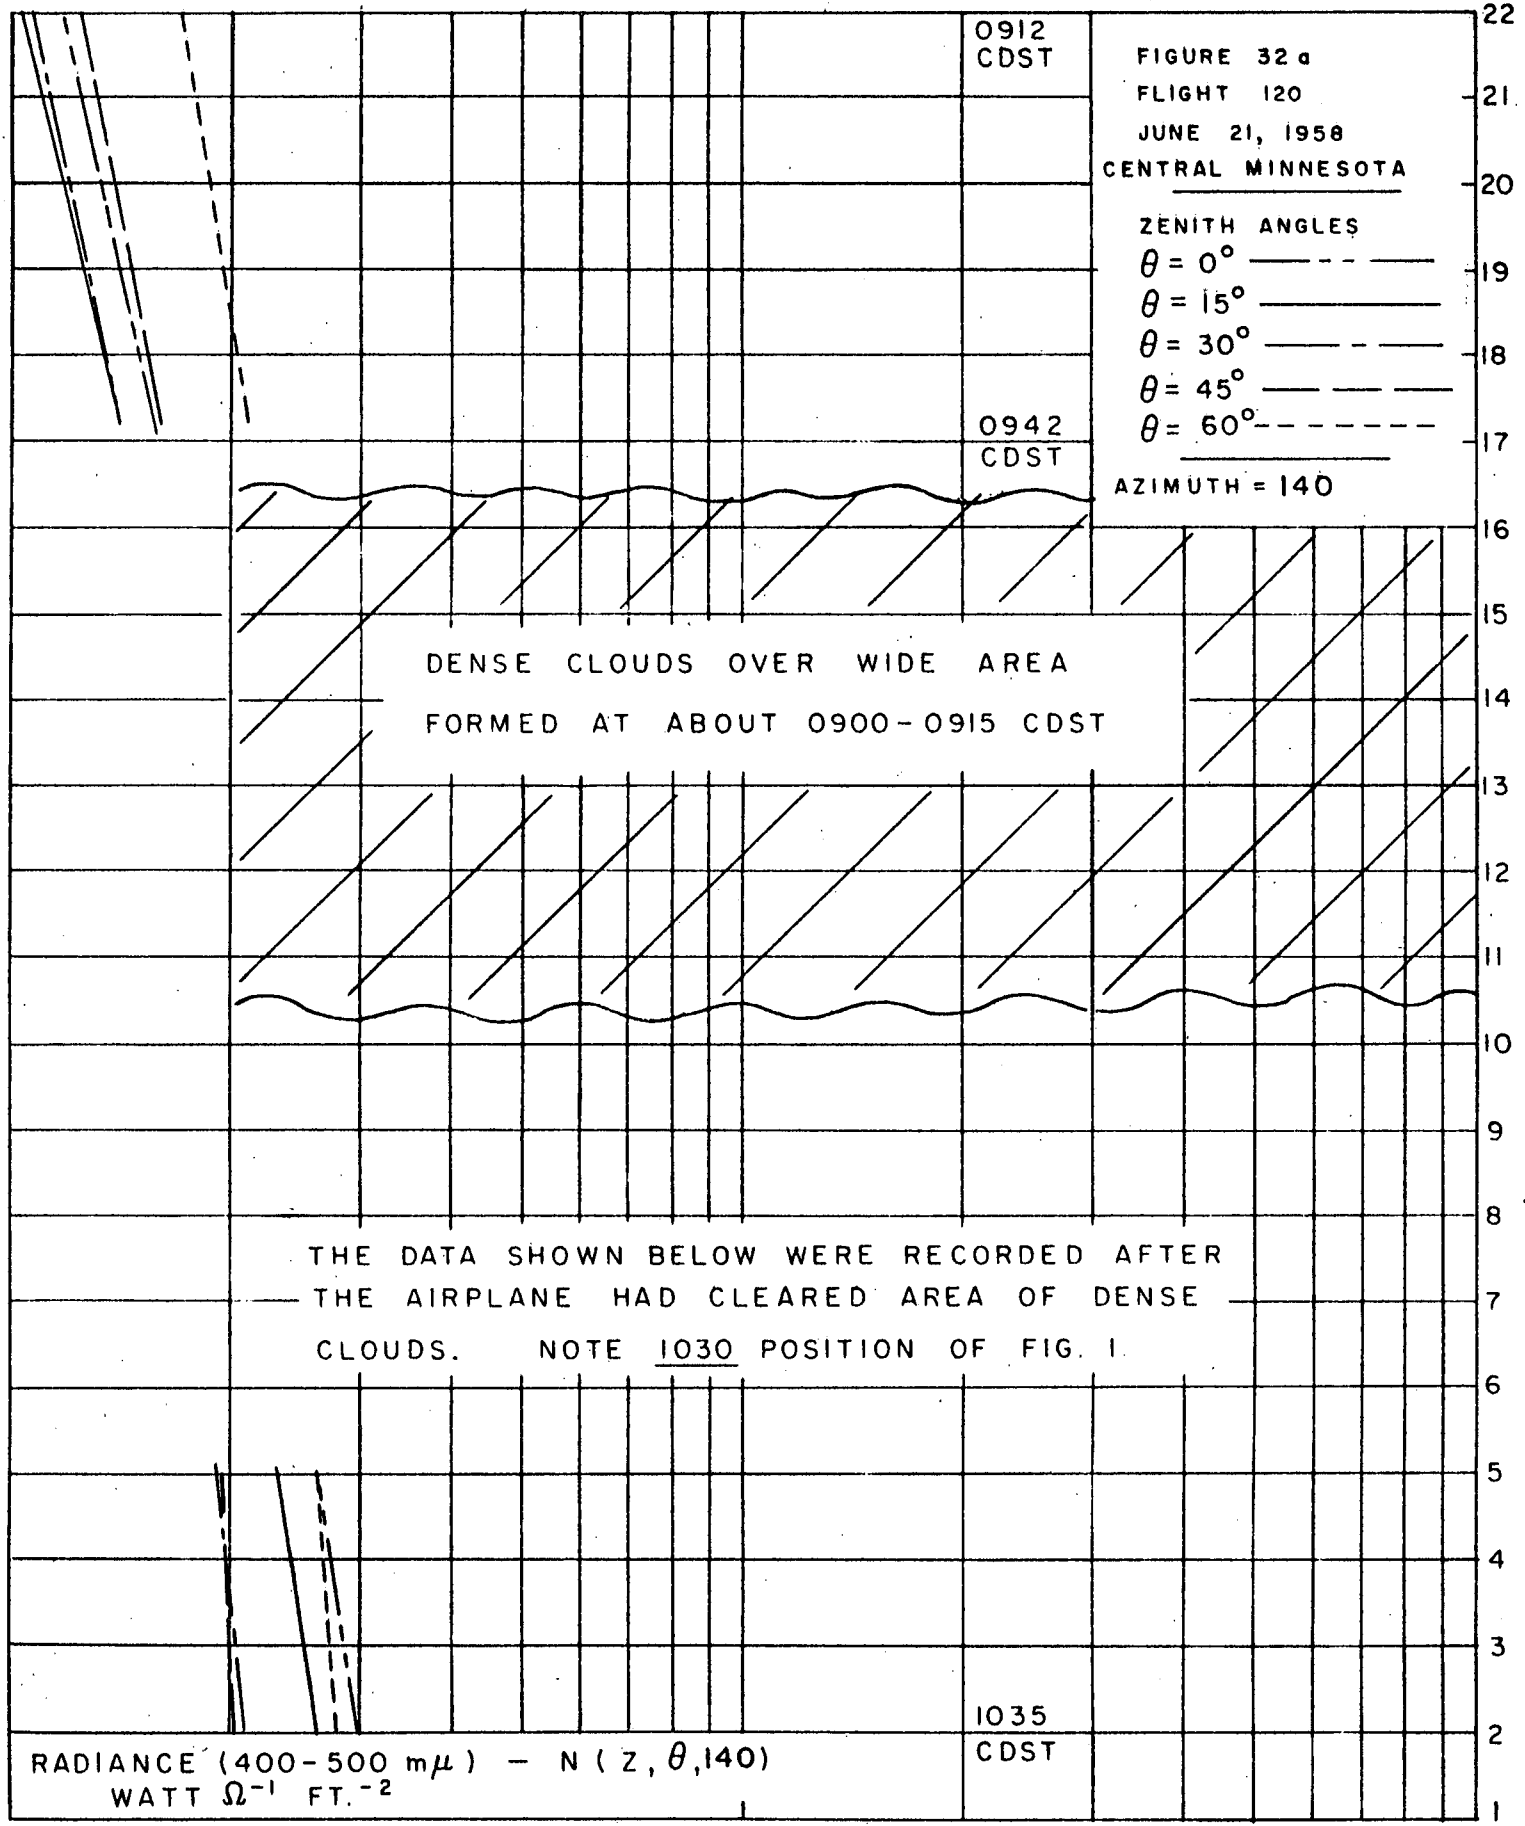 0912
CDST
FIGURE 32 a
FLIGHT 120
JUNE 21, 1958
CENTRAL MINNESOTA
ZENITH ANGLES
θ = 0°
θ = 15°
θ = 30°
θ = 45°
θ = 60°
AZIMUTH = 140
0942
CDST
DENSE CLOUDS OVER WIDE AREA
FORMED AT ABOUT 0900-0915 CDST
THE DATA SHOWN BELOW WERE RECORDED AFTER
THE AIRPLANE HAD CLEARED AREA OF DENSE
CLOUDS. NOTE 1030 POSITION OF FIG. 1.
1035
CDST
RADIANCE (400-500 mμ) – N ( Z, θ, 140)
WATT Ω⁻¹ FT.⁻²
22
21
20
19
18
17
16
15
14
13
12
11
10
9
8
7
6
5
4
3
2
1